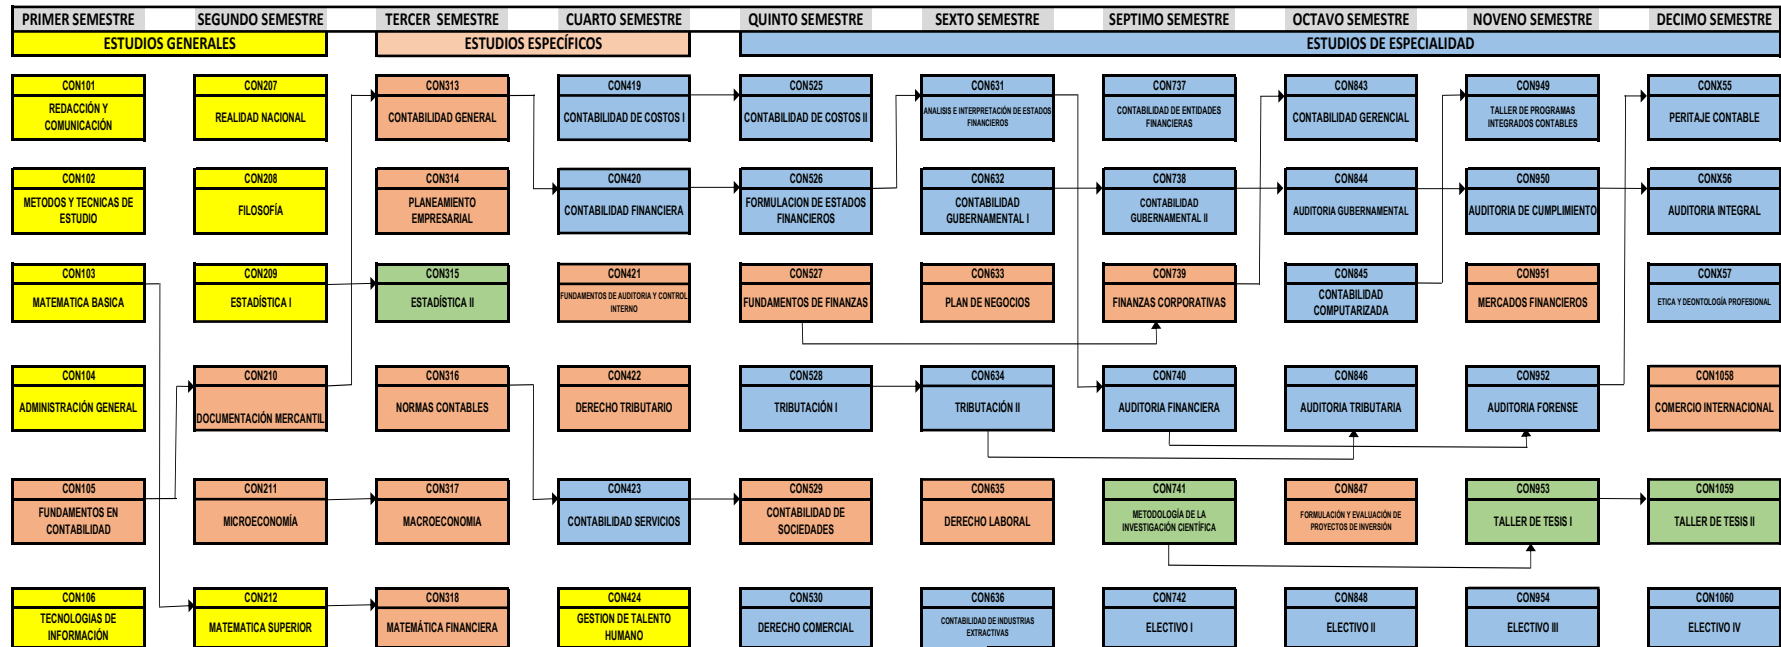 PRIMER SEMESTRE
SEGUNDO SEMESTRE
TERCER SEMESTRE
CUARTO SEMESTRE
QUINTO SEMESTRE
SEXTO SEMESTRE
SEPTIMO SEMESTRE
OCTAVO SEMESTRE
NOVENO SEMESTRE
DECIMO SEMESTRE
ESTUDIOS GENERALES
ESTUDIOS ESPECÍFICOS
ESTUDIOS DE ESPECIALIDAD
CON101
REDACCIÓN Y
COMUNICACIÓN
CON207
REALIDAD NACIONAL
CON313
CONTABILIDAD GENERAL
CON419
CONTABILIDAD DE COSTOS I
CON525
CONTABILIDAD DE COSTOS II
CON631
ANALISIS E INTERPRETACIÓN DE ESTADOS
FINANCIEROS
CON737
CONTABILIDAD DE ENTIDADES
FINANCIERAS
CON843
CONTABILIDAD GERENCIAL
CON949
TALLER DE PROGRAMAS
INTEGRADOS CONTABLES
CONX55
PERITAJE CONTABLE
CON102
METODOS Y TECNICAS DE
ESTUDIO
CON208
FILOSOFÍA
CON314
PLANEAMIENTO
EMPRESARIAL
CON420
CONTABILIDAD FINANCIERA
CON526
FORMULACION DE ESTADOS
FINANCIEROS
CON632
CONTABILIDAD
GUBERNAMENTAL I
CON738
CONTABILIDAD
GUBERNAMENTAL II
CON844
AUDITORIA GUBERNAMENTAL
CON950
AUDITORIA DE CUMPLIMIENTO
CONX56
AUDITORIA INTEGRAL
CON103
MATEMATICA BASICA
CON209
ESTADÍSTICA I
CON315
ESTADÍSTICA II
CON421
FUNDAMENTOS DE AUDITORIA Y CONTROL
INTERNO
CON527
FUNDAMENTOS DE FINANZAS
CON633
PLAN DE NEGOCIOS
CON739
FINANZAS CORPORATIVAS
CON845
CONTABILIDAD
COMPUTARIZADA
CON951
MERCADOS FINANCIEROS
CONX57
ETICA Y DEONTOLOGÍA PROFESIONAL
CON104
ADMINISTRACIÓN GENERAL
CON210
DOCUMENTACIÓN MERCANTIL
CON316
NORMAS CONTABLES
CON422
DERECHO TRIBUTARIO
CON528
TRIBUTACIÓN I
CON634
TRIBUTACIÓN II
CON740
AUDITORIA FINANCIERA
CON846
AUDITORIA TRIBUTARIA
CON952
AUDITORIA FORENSE
CON1058
COMERCIO INTERNACIONAL
CON105
FUNDAMENTOS EN
CONTABILIDAD
CON211
MICROECONOMÍA
CON317
MACROECONOMIA
CON423
CONTABILIDAD SERVICIOS
CON529
CONTABILIDAD DE
SOCIEDADES
CON635
DERECHO LABORAL
CON741
METODOLOGÍA DE LA
INVESTIGACIÓN CIENTÍFICA
CON847
FORMULACIÓN Y EVALUACIÓN DE
PROYECTOS DE INVERSIÓN
CON953
TALLER DE TESIS I
CON1059
TALLER DE TESIS II
CON106
TECNOLOGIAS DE
INFORMACIÓN
CON212
MATEMATICA SUPERIOR
CON318
MATEMÁTICA FINANCIERA
CON424
GESTION DE TALENTO
HUMANO
CON530
DERECHO COMERCIAL
CON636
CONTABILIDAD DE INDUSTRIAS
EXTRACTIVAS
CON742
ELECTIVO I
CON848
ELECTIVO II
CON954
ELECTIVO III
CON1060
ELECTIVO IV